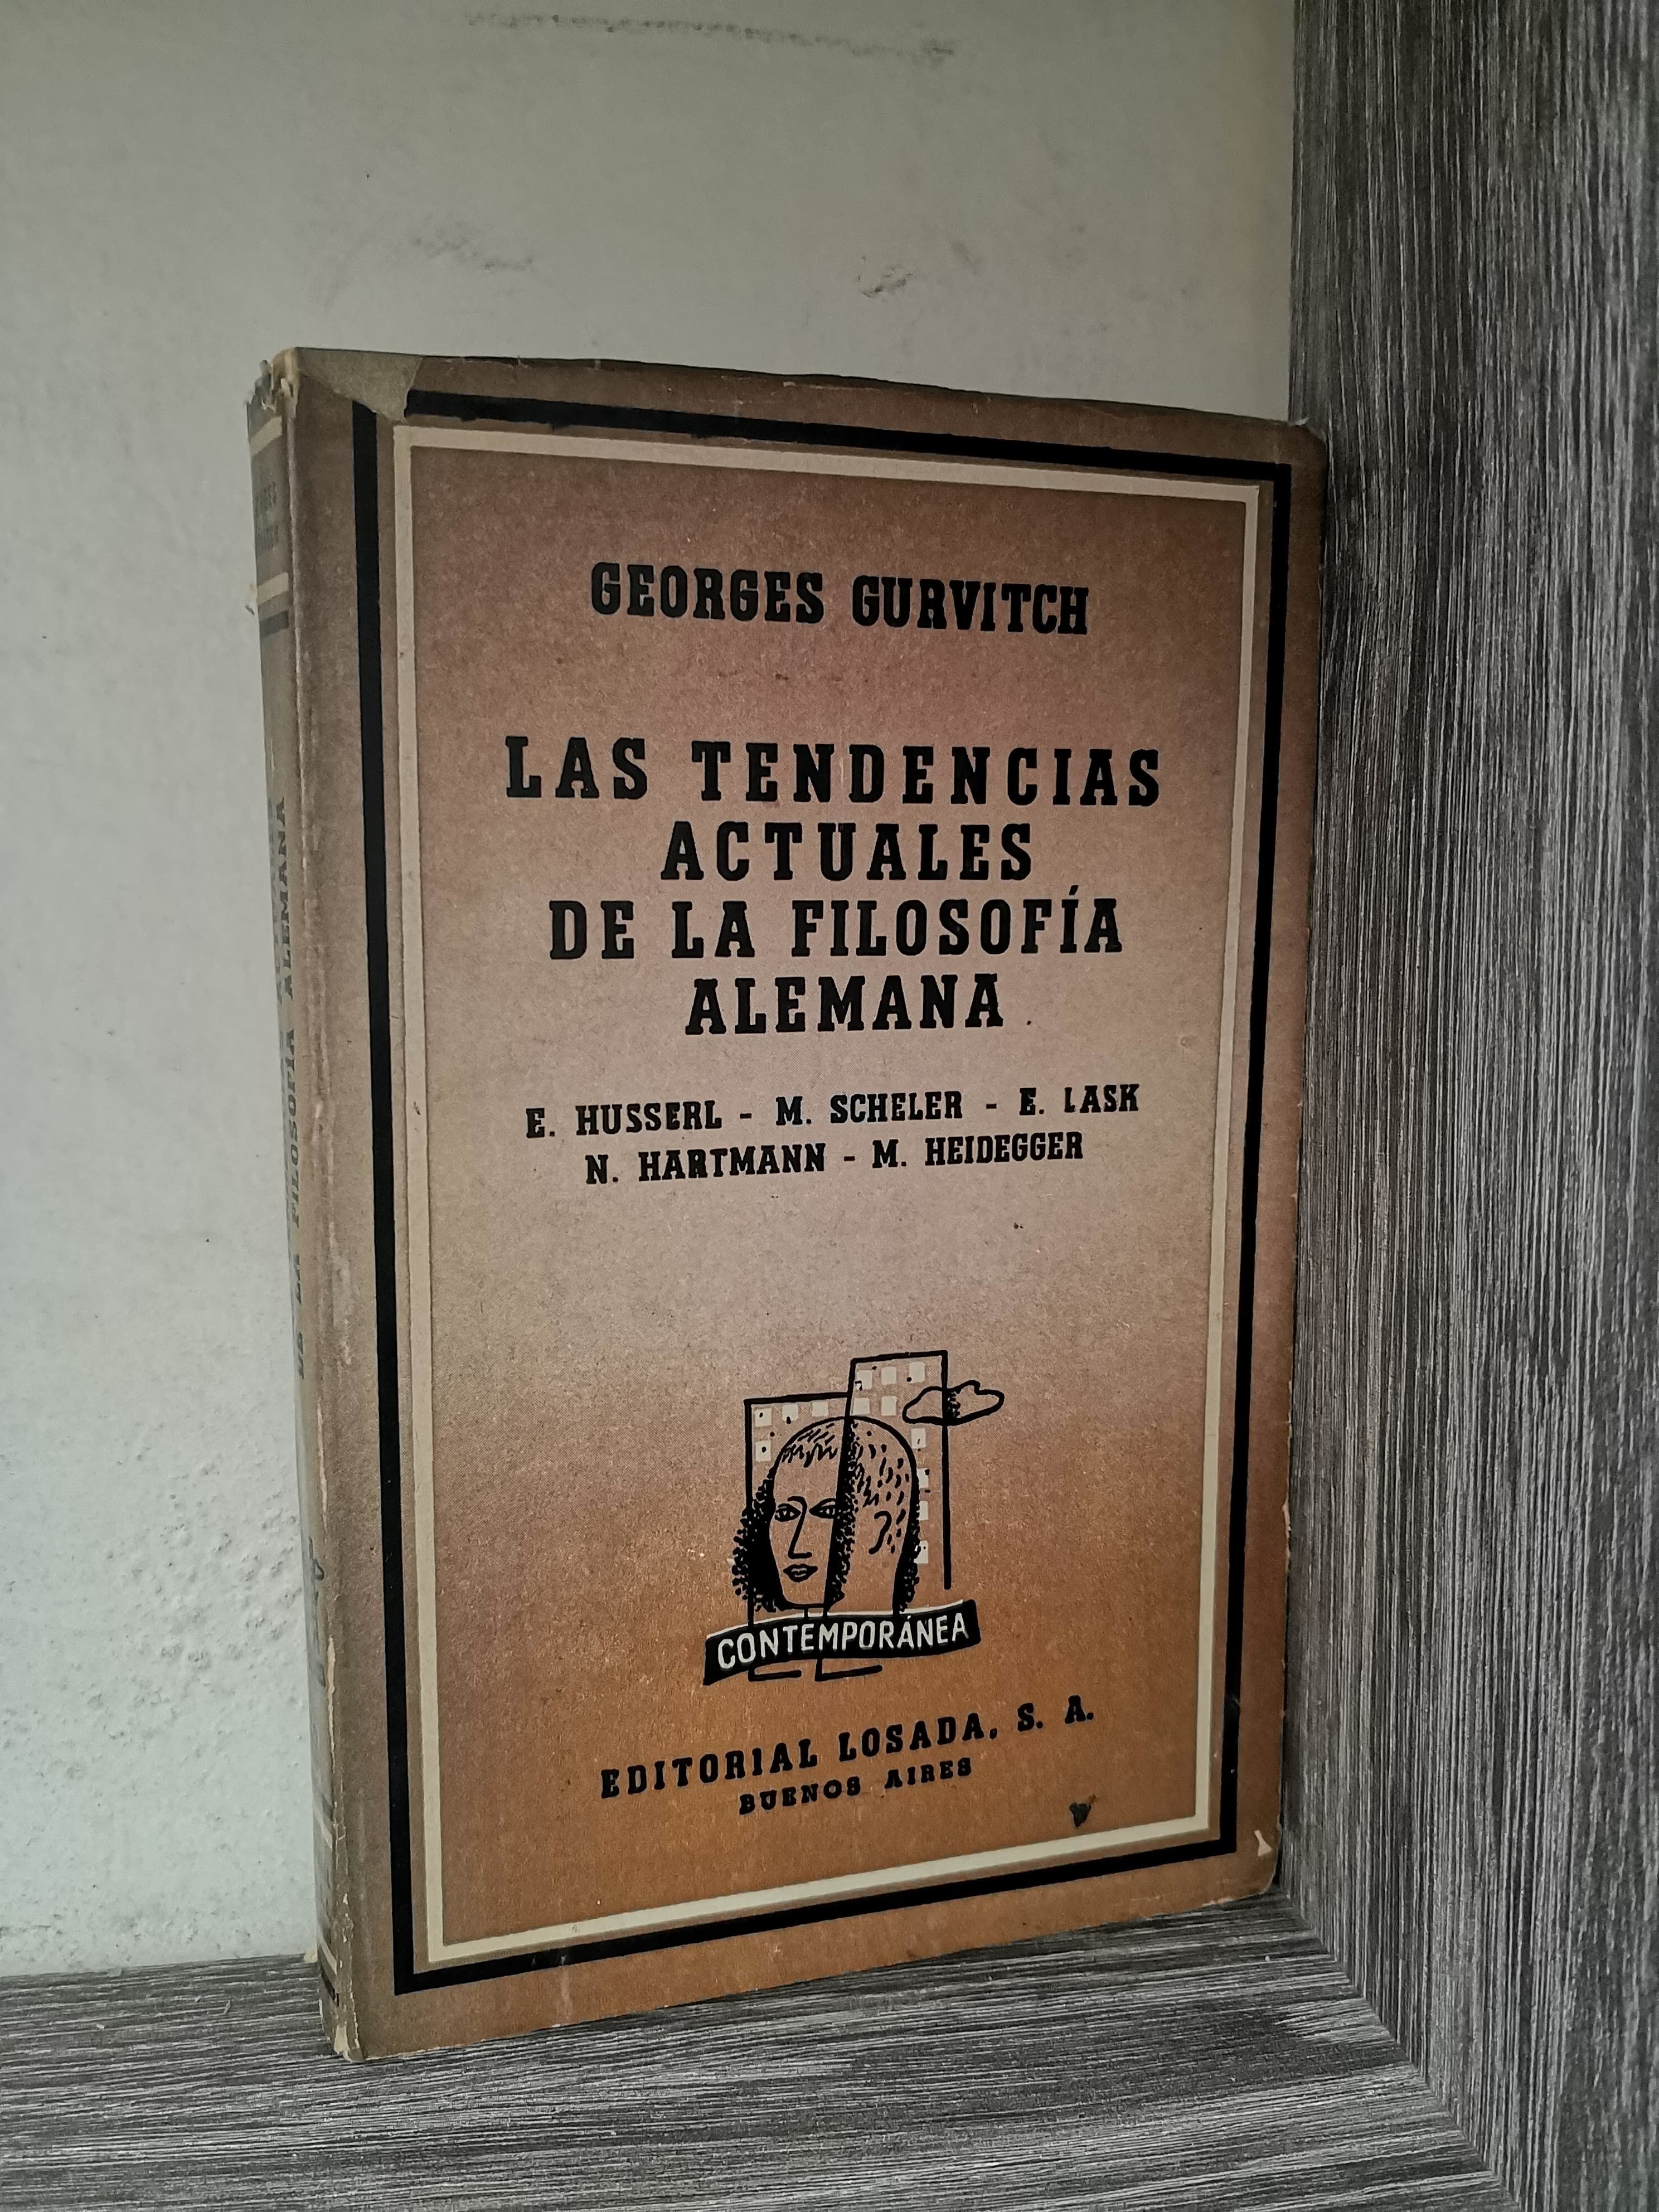 GEORGES GURVITCH
LAS TENDENCIAS
ACTUALES
DE LA FILOSOFÍA
ALEMANA
E. HUSSERL - M. SCHELER - E. LASK
N. HARTMANN - M. HEIDEGGER
CONTEMPORÁNEA
EDITORIAL LOSADA, S. A.
BUENOS AIRES
DE LA FILOSOFÍA ALEMANA